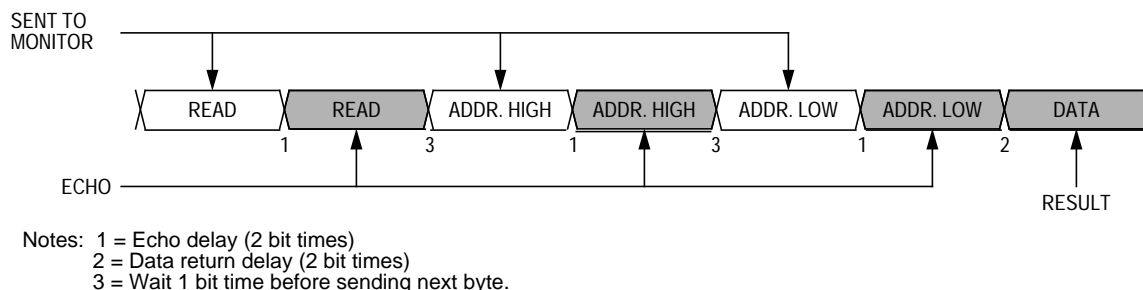 SENT TO
MONITOR
READ READ ADDR. HIGH ADDR. HIGH ADDR. LOW ADDR. LOW DATA
1 3 1 3 1 2
ECHO
RESULT
Notes: 1 = Echo delay (2 bit times)
2 = Data return delay (2 bit times)
3 = Wait 1 bit time before sending next byte.